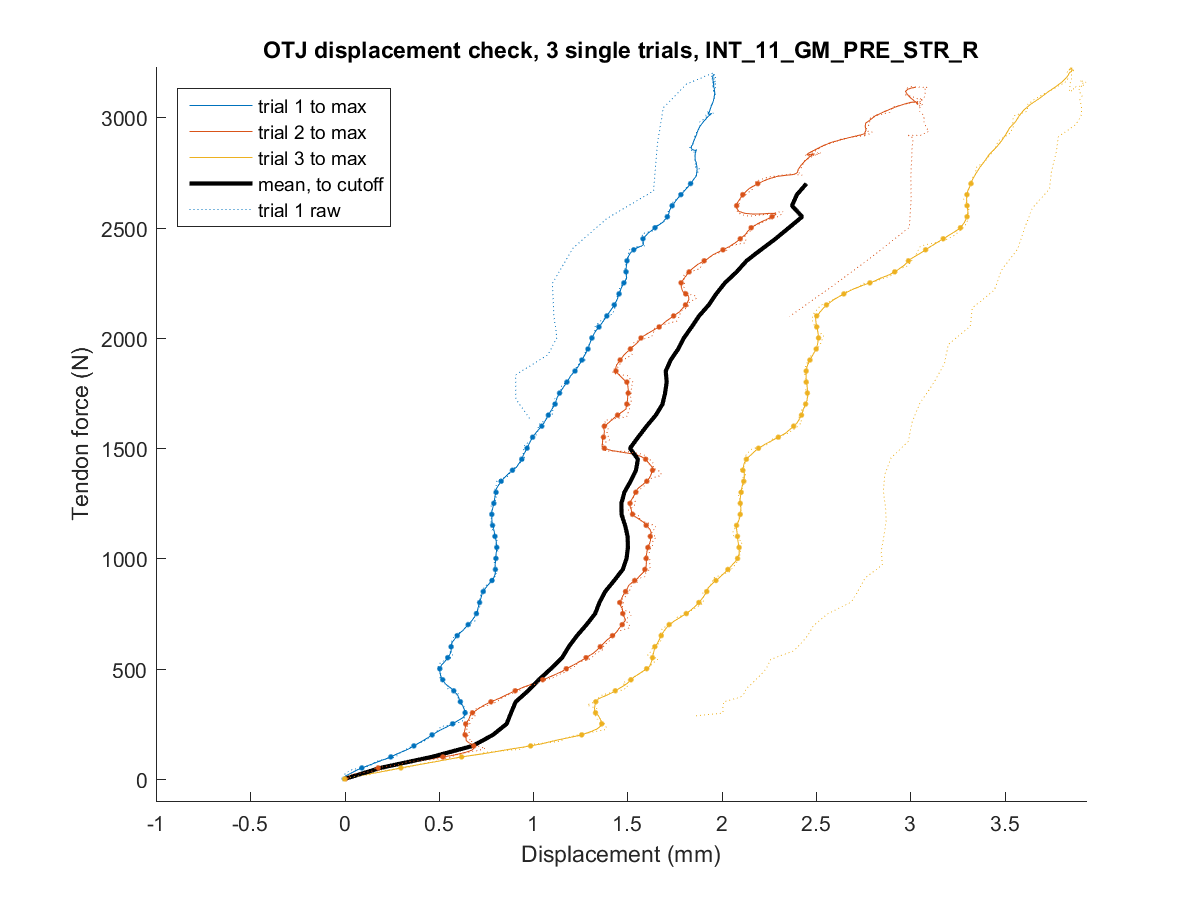 OTJ displacement check, 3 single trials, INT_11_GM_PRE_STR_R
trial 1 to max
trial 2 to max
trial 3 to max
mean, to cutoff
trial 1 raw
3000
2500
2000
1500
1000
500
0
Tendon force (N)
-1 -0.5 0 0.5 1 1.5 2 2.5 3 3.5
Displacement (mm)